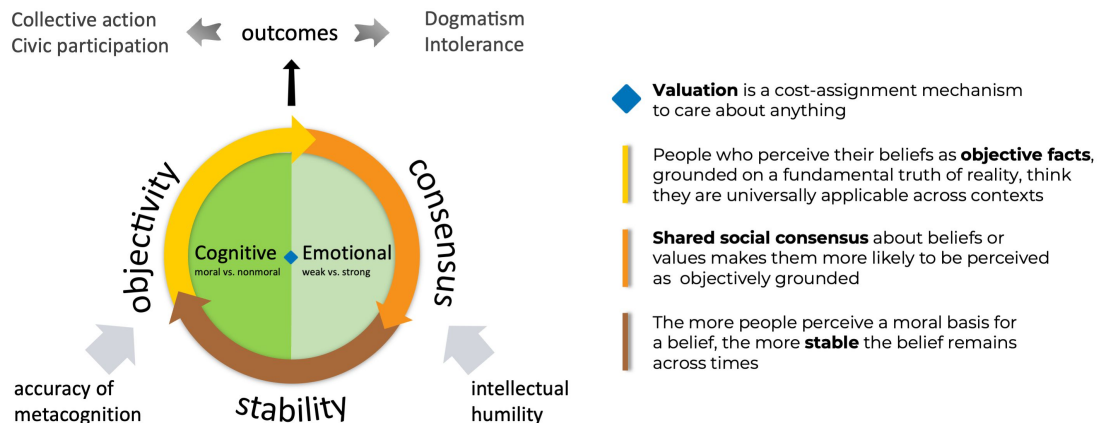 Collective action
Civic participation
outcomes
Dogmatism
Intolerance
objectivity
consensus
stability
Cognitive
moral vs. nonmoral
Emotional
weak vs. strong
accuracy of
metacognition
intellectual
humility
Valuation is a cost-assignment mechanism
to care about anything
People who perceive their beliefs as objective facts,
grounded on a fundamental truth of reality, think
they are universally applicable across contexts
Shared social consensus about beliefs or
values makes them more likely to be perceived
as objectively grounded
The more people perceive a moral basis for
a belief, the more stable the belief remains
across times